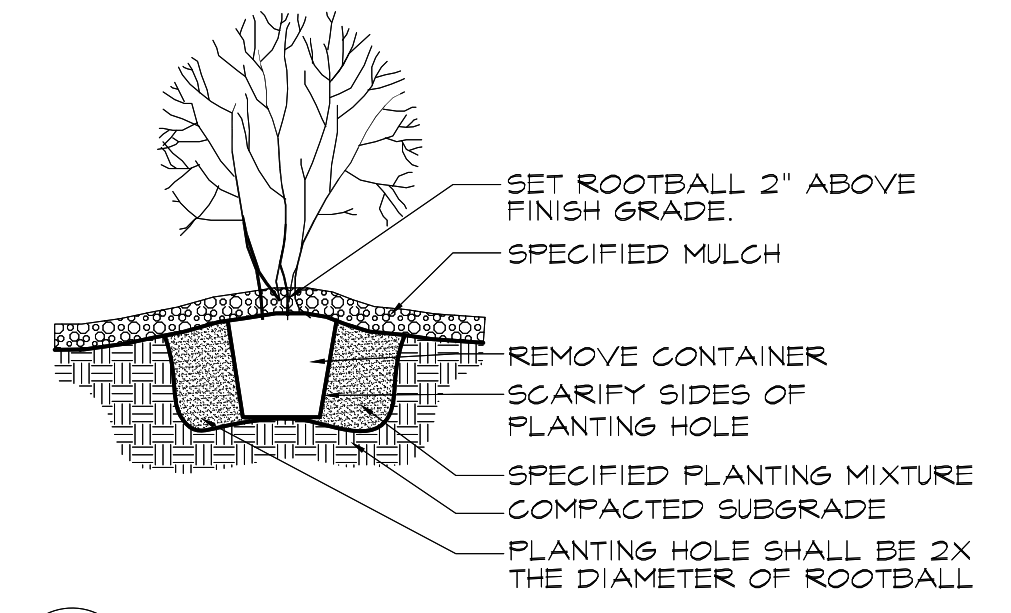 SET ROOTBALL 2" ABOVE
FINISH GRADE.
SPECIFIED MULCH
REMOVE CONTAINER
SCARIFY SIDES OF
PLANTING HOLE
SPECIFIED PLANTING MIXTURE
COMPACTED SUBGRADE
PLANTING HOLE SHALL BE 2X
THE DIAMETER OF ROOTBALL